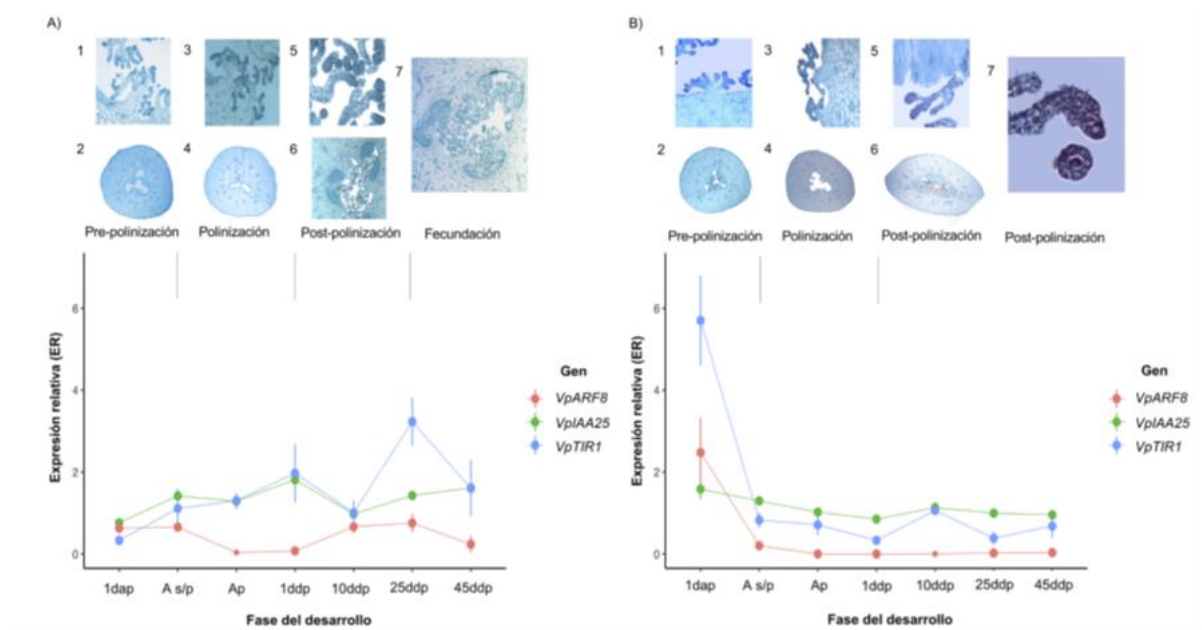 A)
1
3
5
7
2
4
6
Pre-polinización
Polinización
Post-polinización
Fecundación
6
4
2
0
Expresión relativa (ER)
1dap
A s/p
Ap
1ddp
10ddp
25ddp
45ddp
Fase del desarrollo
Gen
VpARF8
VpIAA25
VpTIR1
B)
1
3
5
7
2
4
6
Pre-polinización
Polinización
Post-polinización
Post-polinización
6
4
2
0
Expresión relativa (ER)
1dap
A s/p
Ap
1ddp
10ddp
25ddp
45ddp
Fase del desarrollo
Gen
VpARF8
VpIAA25
VpTIR1